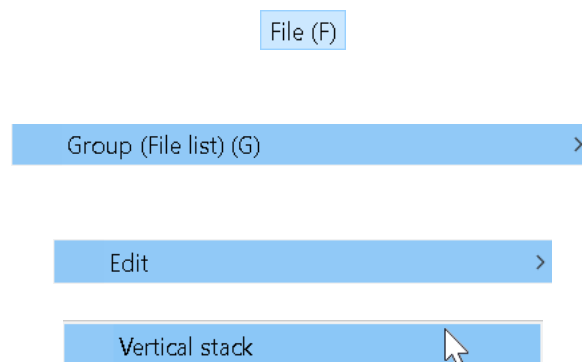 File (F)
Group (File list) (G)
Edit
Vertical stack